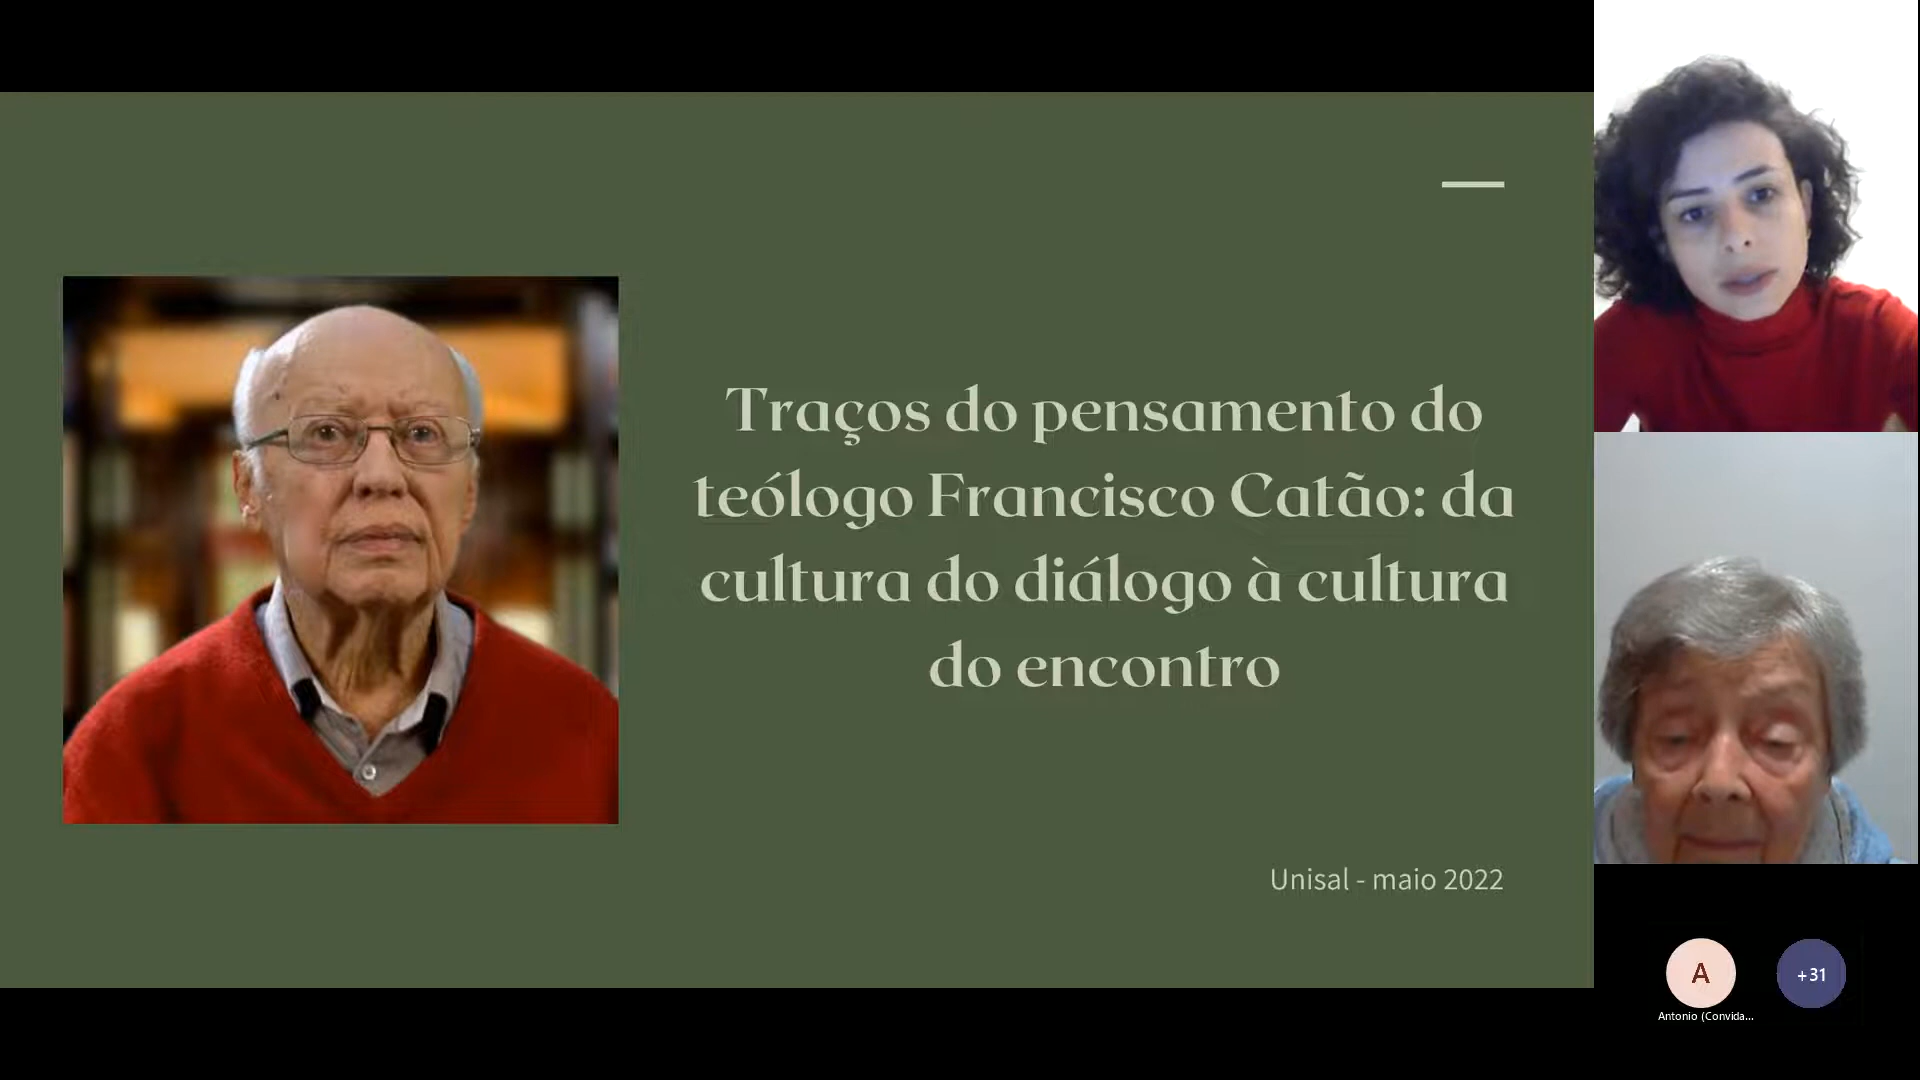 Traços do pensamento do
teólogo Francisco Catão: da
cultura do diálogo à cultura
do encontro
Unisal - maio 2022
A
+31
Antonio (Convida...